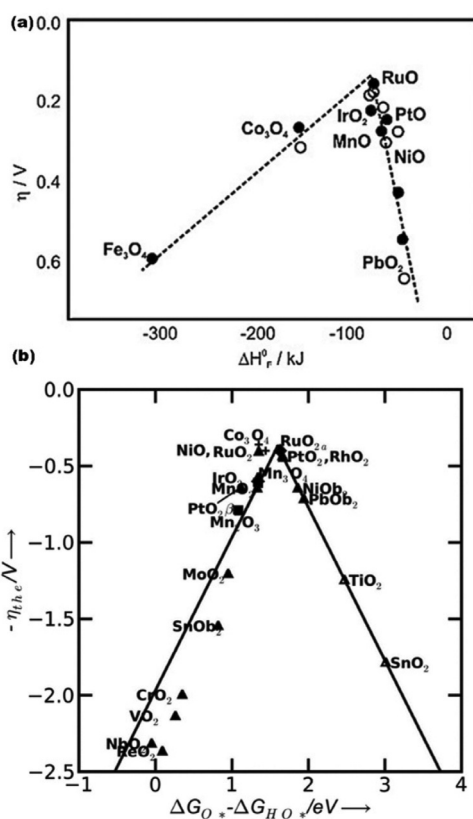 (a)
0.0
0.2
0.4
0.6
η / V
RuO
IrO₂
PtO
Co₃O₄
MnO
NiO
Fe₃O₄
PbO₂
-300
-200
-100
0
ΔH⁰F / kJ
(b)
-0.0
-0.5
-1.0
-1.5
-2.0
-2.5
- ηthe/V →
Co₃O₄
RuO₂α
NiO, RuO₂
PtO₂, RhO₂
Mn₃O₄
NiOb₂
PbOb₂
PtO₂β
Mn₂O₃
MoO₂
TiO₂
SnOb₂
SnO₂
CrO₂
VO₂
NbO₂
ReO₂
-1
0
1
2
3
4
ΔGO*-ΔGHO*/eV →